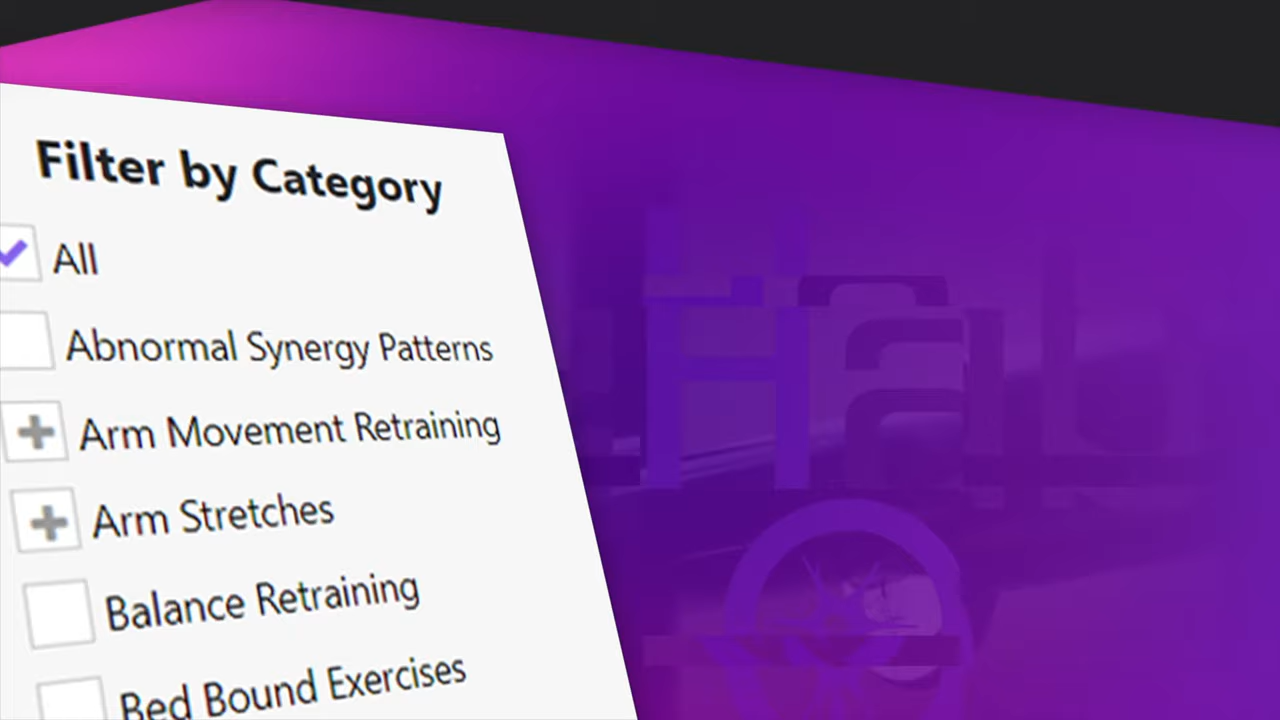 Filter by Category
All
Abnormal Synergy Patterns
Arm Movement Retraining
Arm Stretches
Balance Retraining
Bed Bound Exercises